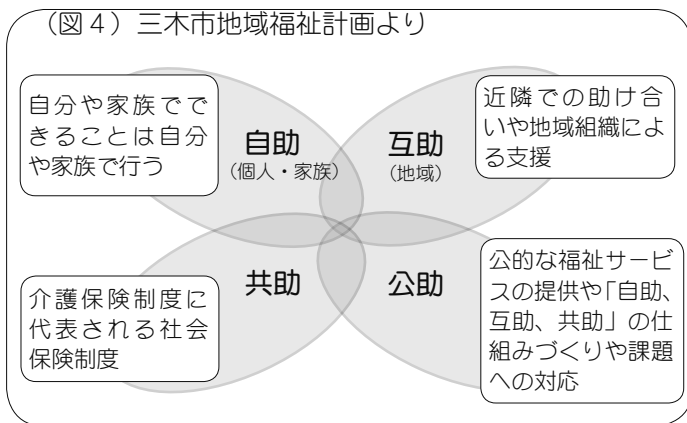 （図４）三木市地域福祉計画より
自分や家族でで
きることは自分
や家族で行う
自助
（個人・家族）
互助
（地域）
近隣での助け合
いや地域組織によ
る支援
介護保険制度に
代表される社会
保険制度
共助
公助
公的な福祉サービ
スの提供や「自助、
互助、共助」の仕
組みづくりや課題
への対応